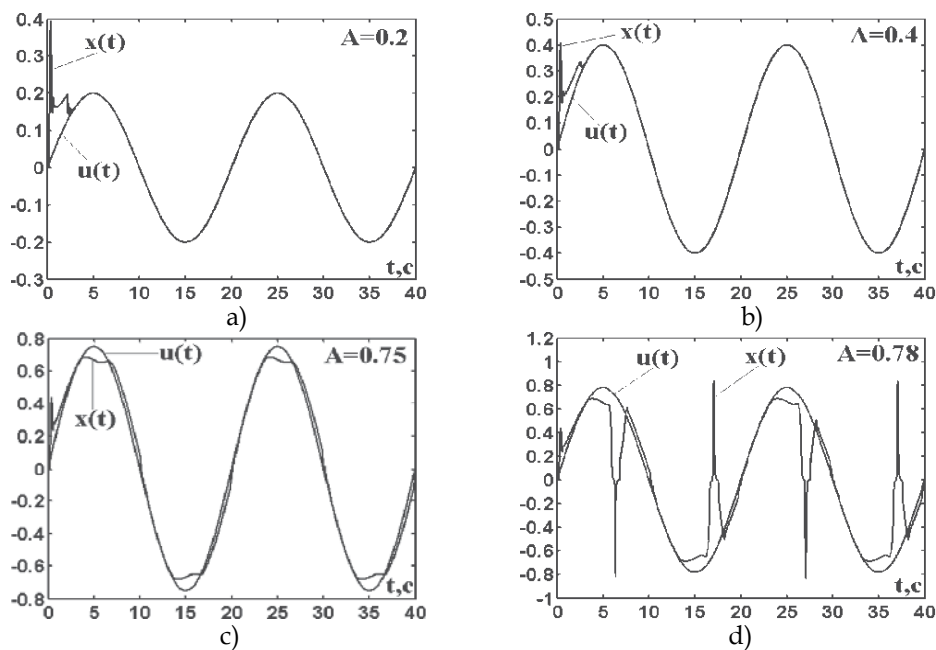 0.4
A=0.2
x(t)
0.3
0.2
0.1
u(t)
0
-0.1
-0.2
-0.3
t,c
0 5 10 15 20 25 30 35 40
a)
0.5
Λ=0.4
x(t)
0.4
0.3
0.2
u(t)
0.1
0
-0.1
-0.2
-0.3
-0.4
-0.5
t,c
0 5 10 15 20 25 30 35 40
b)
0.8
A=0.75
u(t)
0.6
x(t)
0.4
0.2
0
-0.2
-0.4
-0.6
-0.8
t,c
0 5 10 15 20 25 30 35 40
c)
1.2
A=0.78
u(t)
x(t)
1
0.8
0.6
0.4
0.2
0
-0.2
-0.4
-0.6
-0.8
-1
t,c
0 5 10 15 20 25 30 35 40
d)